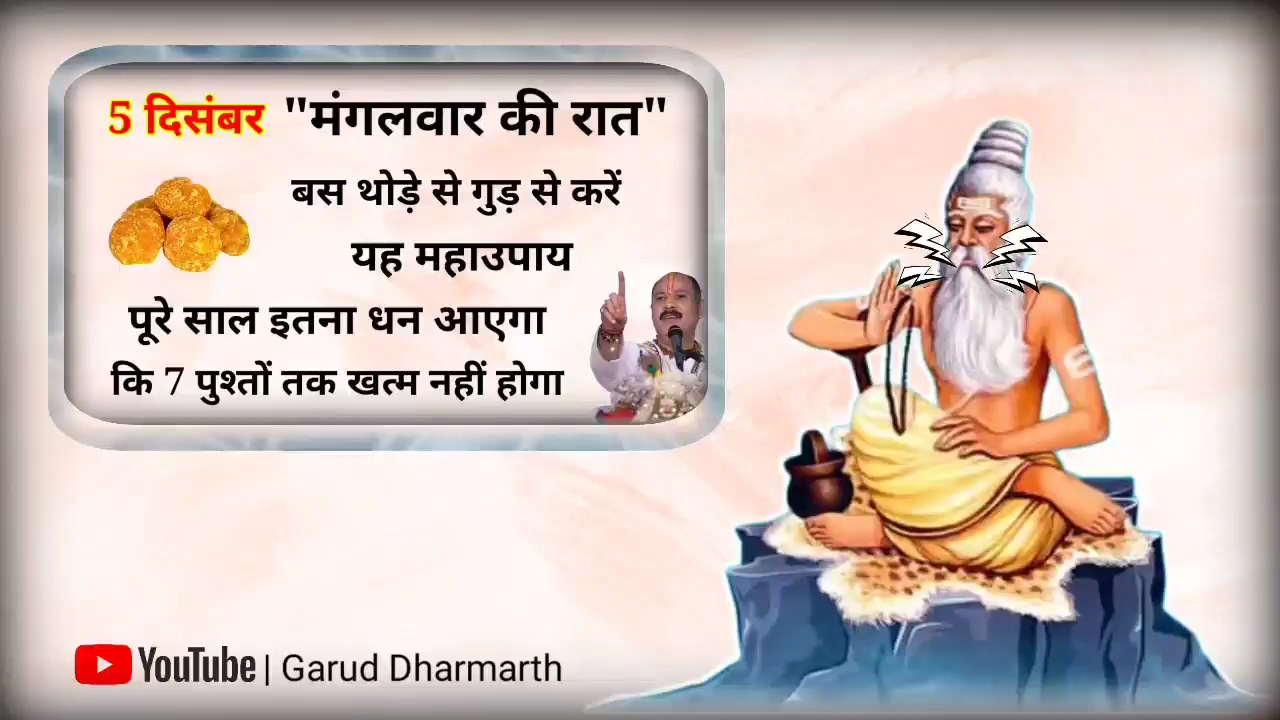 5 दिसंबर "मंगलवार की रात"
बस थोड़े से गुड़ से करें
यह महाउपाय
पूरे साल इतना धन आएगा
कि 7 पुश्तों तक खत्म नहीं होगा
YouTube | Garud Dharmarth